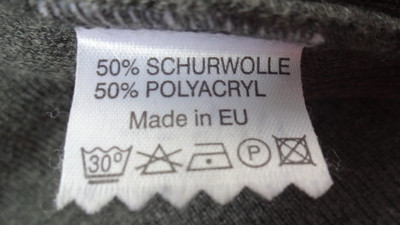 50% SCHURWOLLE
50% POLYACRYL
Made in EU
30° P